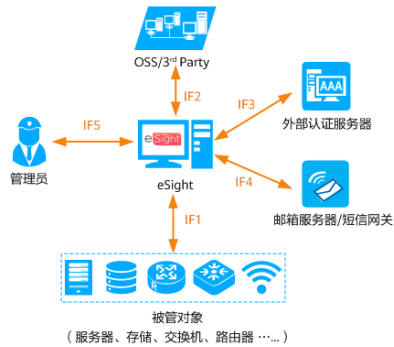 OSS/3rd Party
IF2
IF3
AAA
外部认证服务器
IF5
eSight
管理员
eSight
IF4
邮箱服务器/短信网关
IF1
被管对象
（服务器、存储、交换机、路由器 …... ）